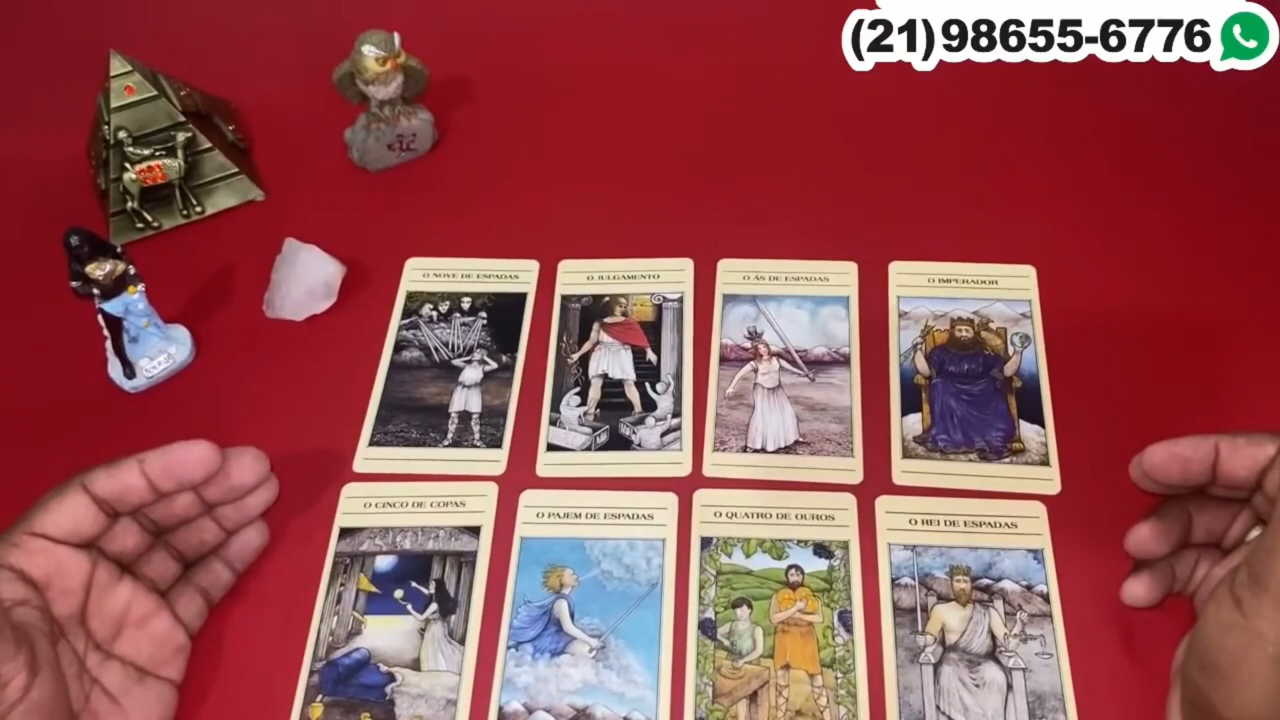 (21)98655-6776
O NOVE DE ESPADAS
O JULGAMENTO
O ÁS DE ESPADAS
O IMPERADOR
O CINCO DE COPAS
O PAJEM DE ESPADAS
O QUATRO DE OUROS
O REI DE ESPADAS